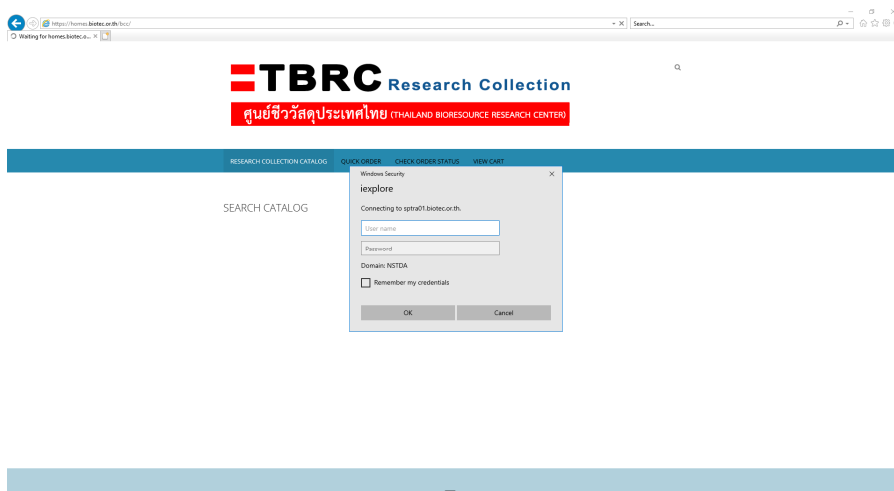 https://homes.biotec.or.th/bcc/
Search...
Waiting for homes.biotec.o...
TBRC Research Collection
ศูนย์ชีววัสดุประเทศไทย (THAILAND BIORESOURCE RESEARCH CENTER)
RESEARCH COLLECTION CATALOG QUICK ORDER CHECK ORDER STATUS VIEW CART
SEARCH CATALOG
Windows Security
iexplore
Connecting to sptra01.biotec.or.th.
User name
Password
Domain: NSTDA
Remember my credentials
OK Cancel